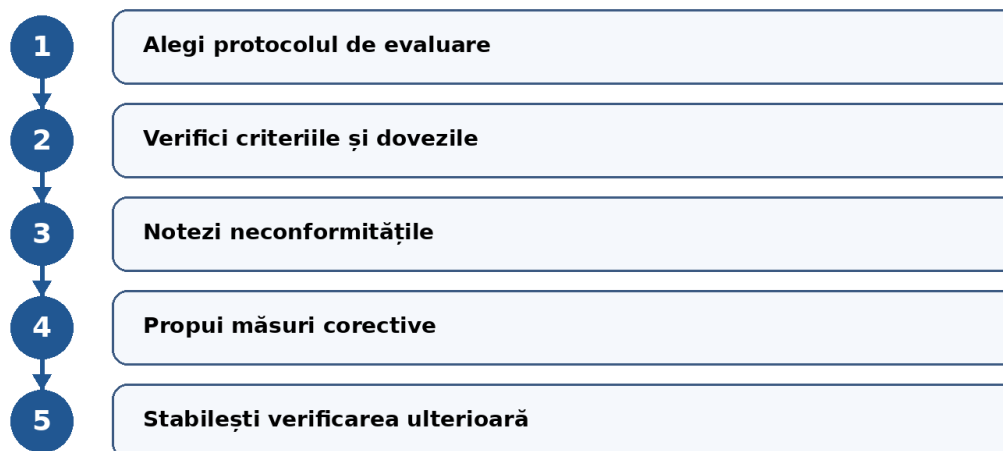 1 Alegi protocolul de evaluare
2 Verifici criteriile și dovezile
3 Notezi neconformitățile
4 Propui măsuri corective
5 Stabilești verificarea ulterioară